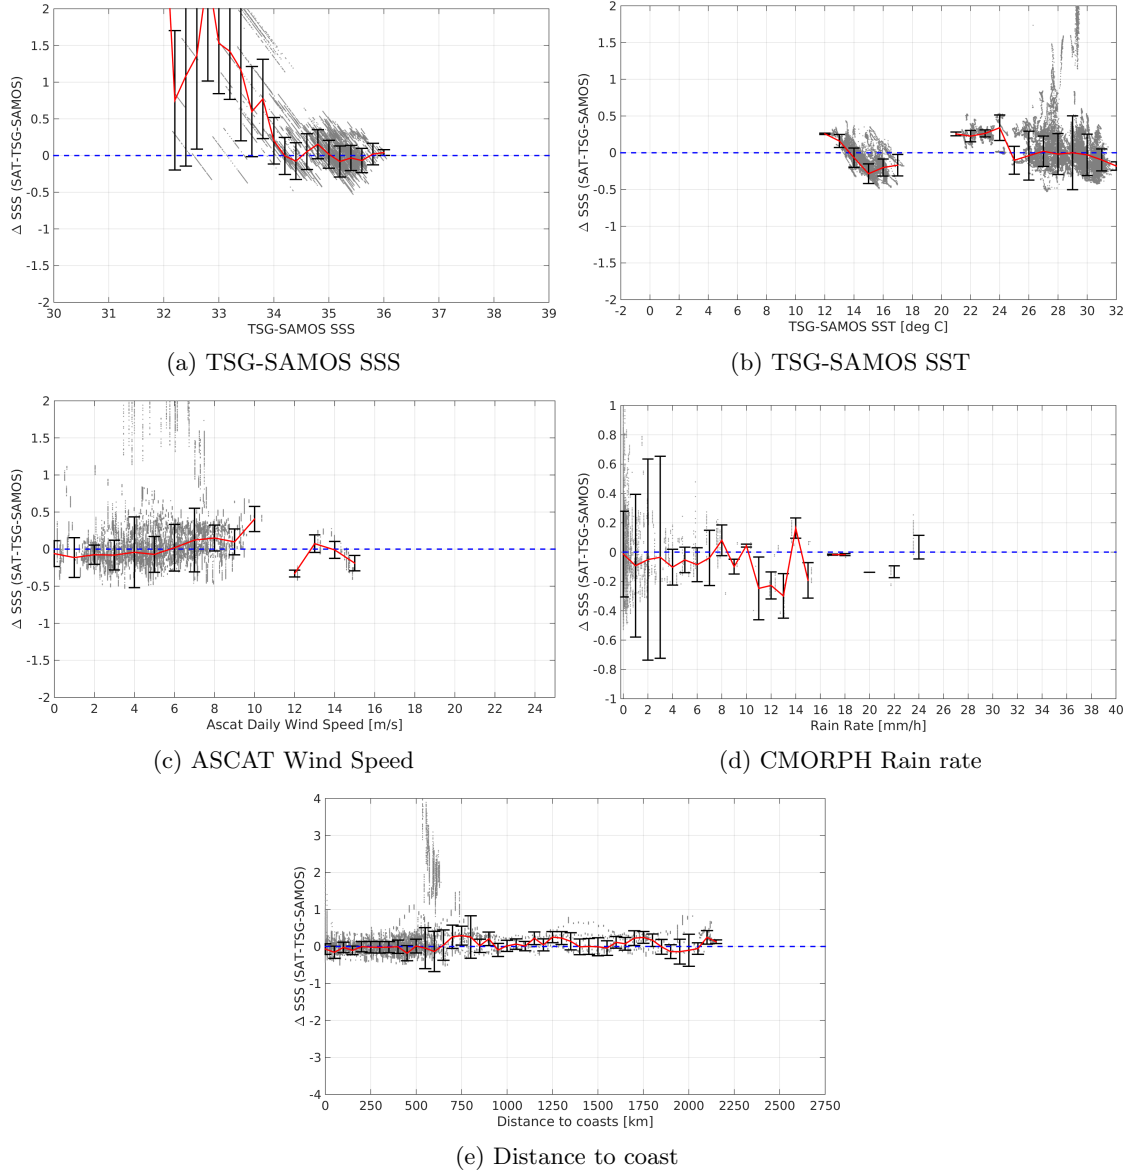 2
1.5
1
0.5
0
-0.5
-1
-1.5
-2
Δ SSS (SAT-TSG-SAMOS)
30 31 32 33 34 35 36 37 38 39
TSG-SAMOS SSS
(a) TSG-SAMOS SSS
2
1.5
1
0.5
0
-0.5
-1
-1.5
-2
Δ SSS (SAT-TSG-SAMOS)
-2 0 2 4 6 8 10 12 14 16 18 20 22 24 26 28 30 32
TSG-SAMOS SST [deg C]
(b) TSG-SAMOS SST
2
1.5
1
0.5
0
-0.5
-1
-1.5
-2
Δ SSS (SAT-TSG-SAMOS)
0 2 4 6 8 10 12 14 16 18 20 22 24
Ascat Daily Wind Speed [m/s]
(c) ASCAT Wind Speed
1
0.8
0.6
0.4
0.2
0
-0.2
-0.4
-0.6
-0.8
-1
Δ SSS (SAT-TSG-SAMOS)
0 2 4 6 8 10 12 14 16 18 20 22 24 26 28 30 32 34 36 38 40
Rain Rate [mm/h]
(d) CMORPH Rain rate
4
3
2
1
0
-1
-2
-3
-4
Δ SSS (SAT-TSG-SAMOS)
0 250 500 750 1000 1250 1500 1750 2000 2250 2500 2750
Distance to coasts [km]
(e) Distance to coast